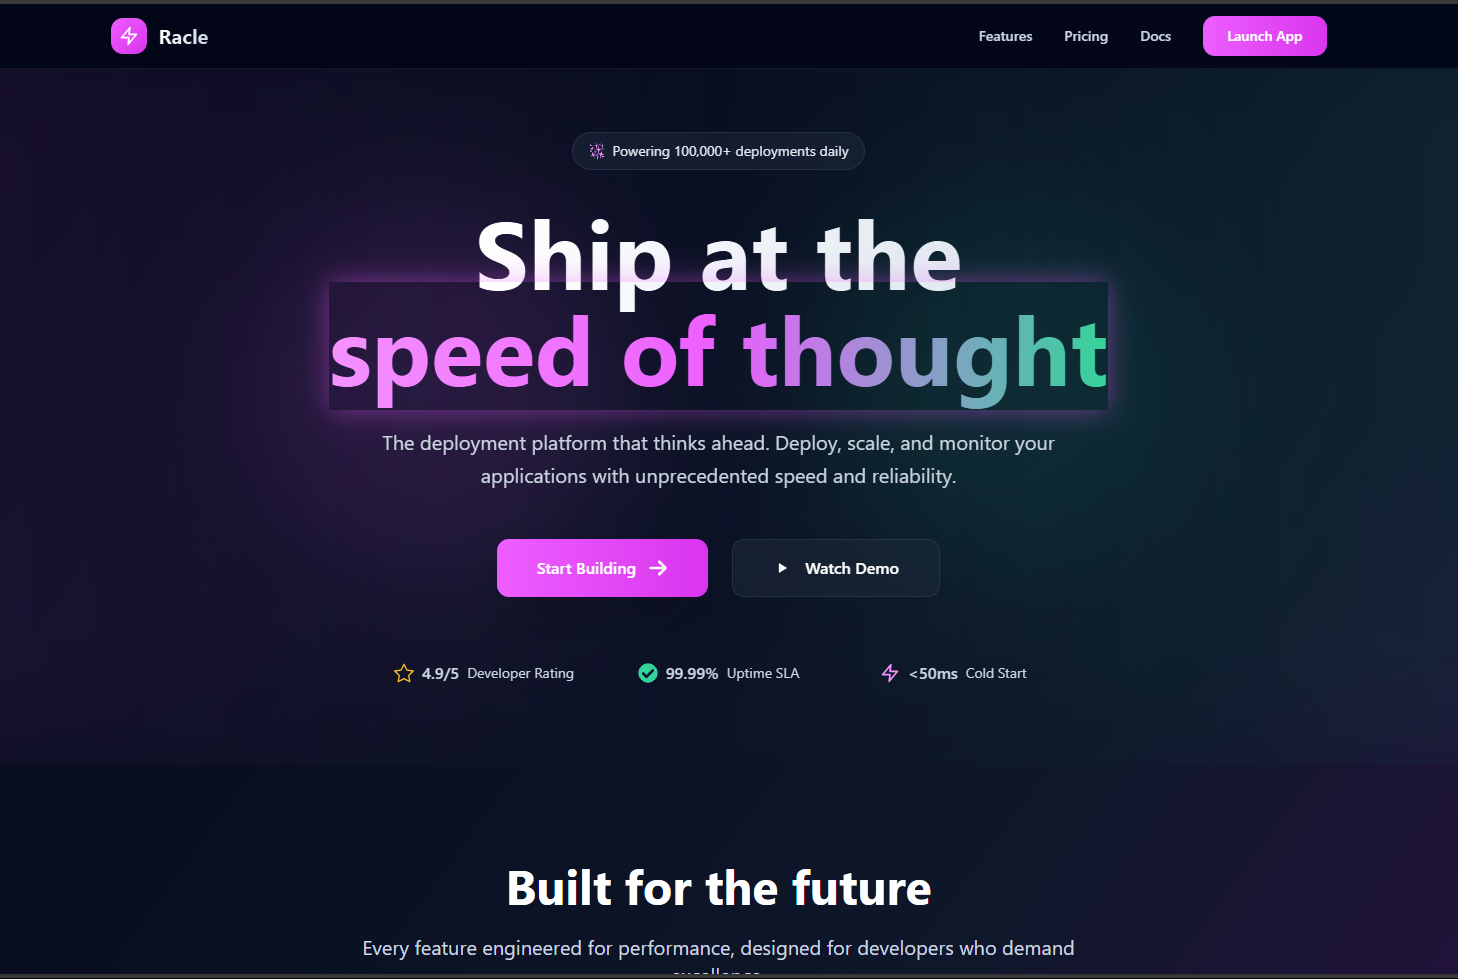 Racle
Features
Pricing
Docs
Launch App
Powering 100,000+ deployments daily
Ship at the
speed of thought
The deployment platform that thinks ahead. Deploy, scale, and monitor your
applications with unprecedented speed and reliability.
Start Building
Watch Demo
4.9/5 Developer Rating
99.99% Uptime SLA
<50ms Cold Start
Built for the future
Every feature engineered for performance, designed for developers who demand